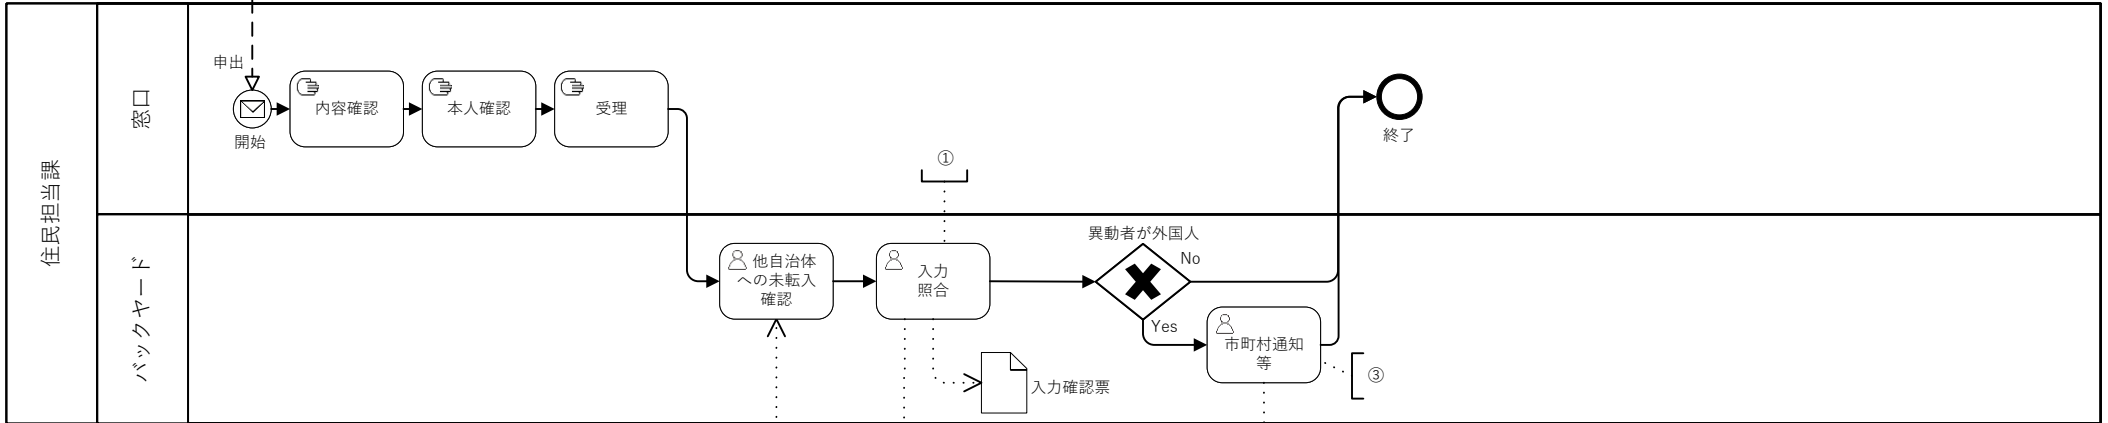 住民担当課
窓口
申出
開始
内容確認
本人確認
受理
①
終了
バックヤード
他自治体
への未転入
確認
入力
照合
入力確認票
異動者が外国人
No
Yes
市町村通知
等
③